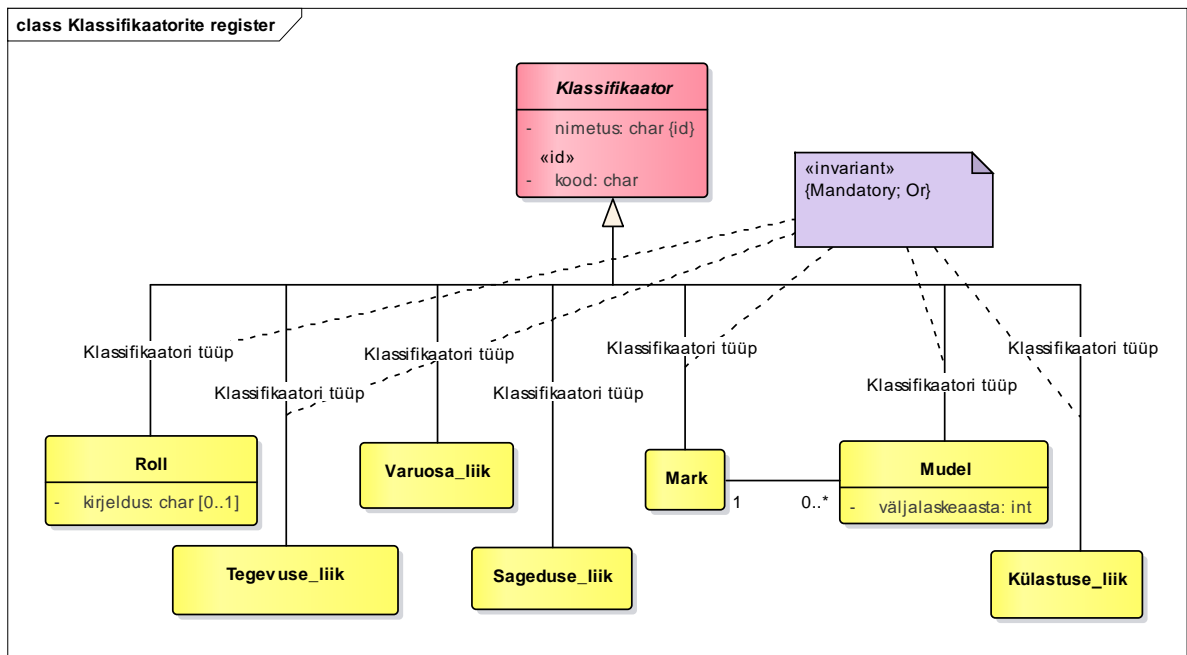 class Klassifikaatorite register
Klassifikaator
- nimetus: char {id}
«id»
- kood: char
«invariant»
{Mandatory; Or}
Klassifikaatori tüüp
Klassifikaatori tüüp
Klassifikaatori tüüp
Klassifikaatori tüüp
Klassifikaatori tüüp
Klassifikaatori tüüp
Klassifikaatori tüüp
Roll
- kirjeldus: char [0..1]
Varuosa_liik
Mark
1
0..*
Mudel
- väljalaskeaasta: int
Tegevuse_liik
Sageduse_liik
Külastuse_liik